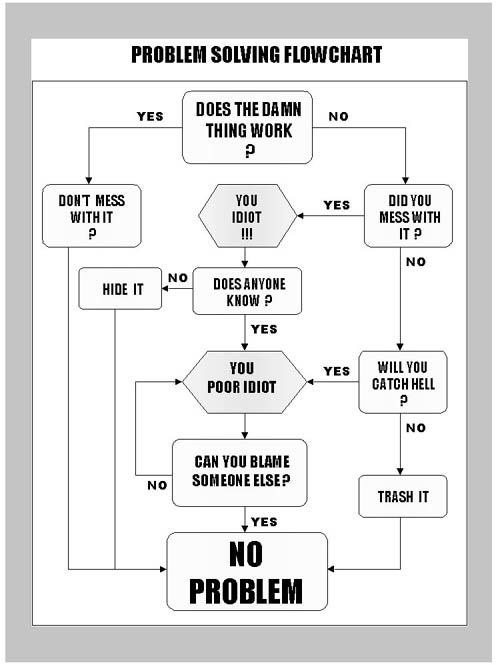 PROBLEM SOLVING FLOWCHART
DOES THE DAMN
THING WORK
?
YES
NO
DON'T MESS
WITH IT
?
YOU
IDIOT
!!!
YES
DID YOU
MESS WITH
IT ?
NO
HIDE IT
NO
DOES ANYONE
KNOW ?
YES
YOU
POOR IDIOT
YES
WILL YOU
CATCH HELL
?
NO
CAN YOU BLAME
SOMEONE ELSE?
NO
TRASH IT
YES
NO
PROBLEM